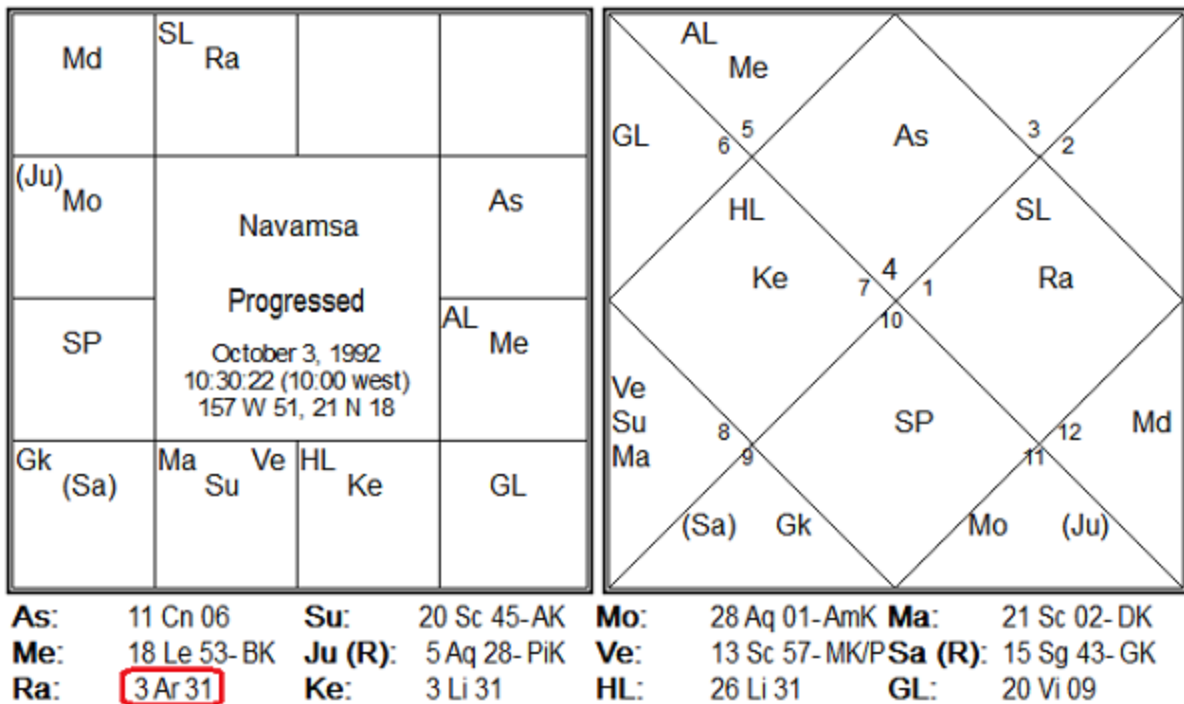 Md
SL
Ra
(Ju)
Mo
As
Navamsa
Progressed
October 3, 1992
10:30:22 (10:00 west)
157 W 51, 21 N 18
SP
AL
Me
Gk
(Sa)
Ma Ve
Su
HL
Ke
GL
AL
Me
GL
6 5
As
3 2
HL
Ke
SL
Ra
7 4 1
10
Ve
Su
Ma
8
9
SP
12
11
Md
(Sa) Gk
Mo (Ju)
As: 11 Cn 06 Su: 20 Sc 45-AK Mo: 28 Aq 01-AmK Ma: 21 Sc 02-DK
Me: 18 Le 53-BK Ju (R): 5 Aq 28-PiK Ve: 13 Sc 57-MK/P Sa (R): 15 Sg 43-GK
Ra: 3 Ar 31 Ke: 3 Li 31 HL: 26 Li 31 GL: 20 Vi 09